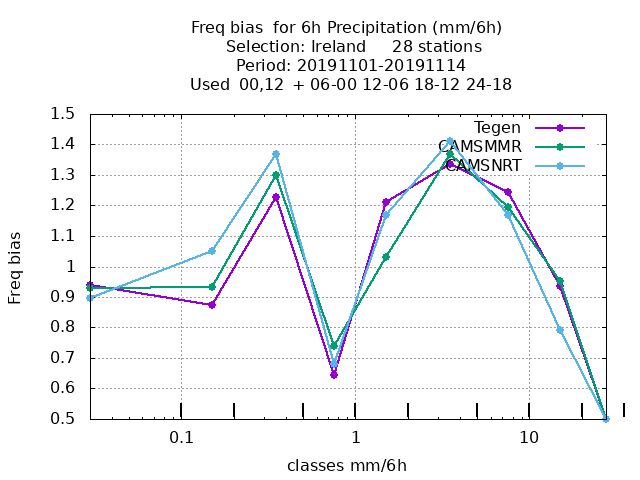 Freq bias  for 6h Precipitation (mm/6h)
Selection: Ireland     28 stations
Period: 20191101-20191114
Used  00,12  + 06-00 12-06 18-12 24-18
Tegen
CAMSMMR
CAMSNRT
1.5
1.4
1.3
1.2
1.1
1
0.9
0.8
0.7
0.6
0.5
Freq bias
0.1
1
10
classes mm/6h